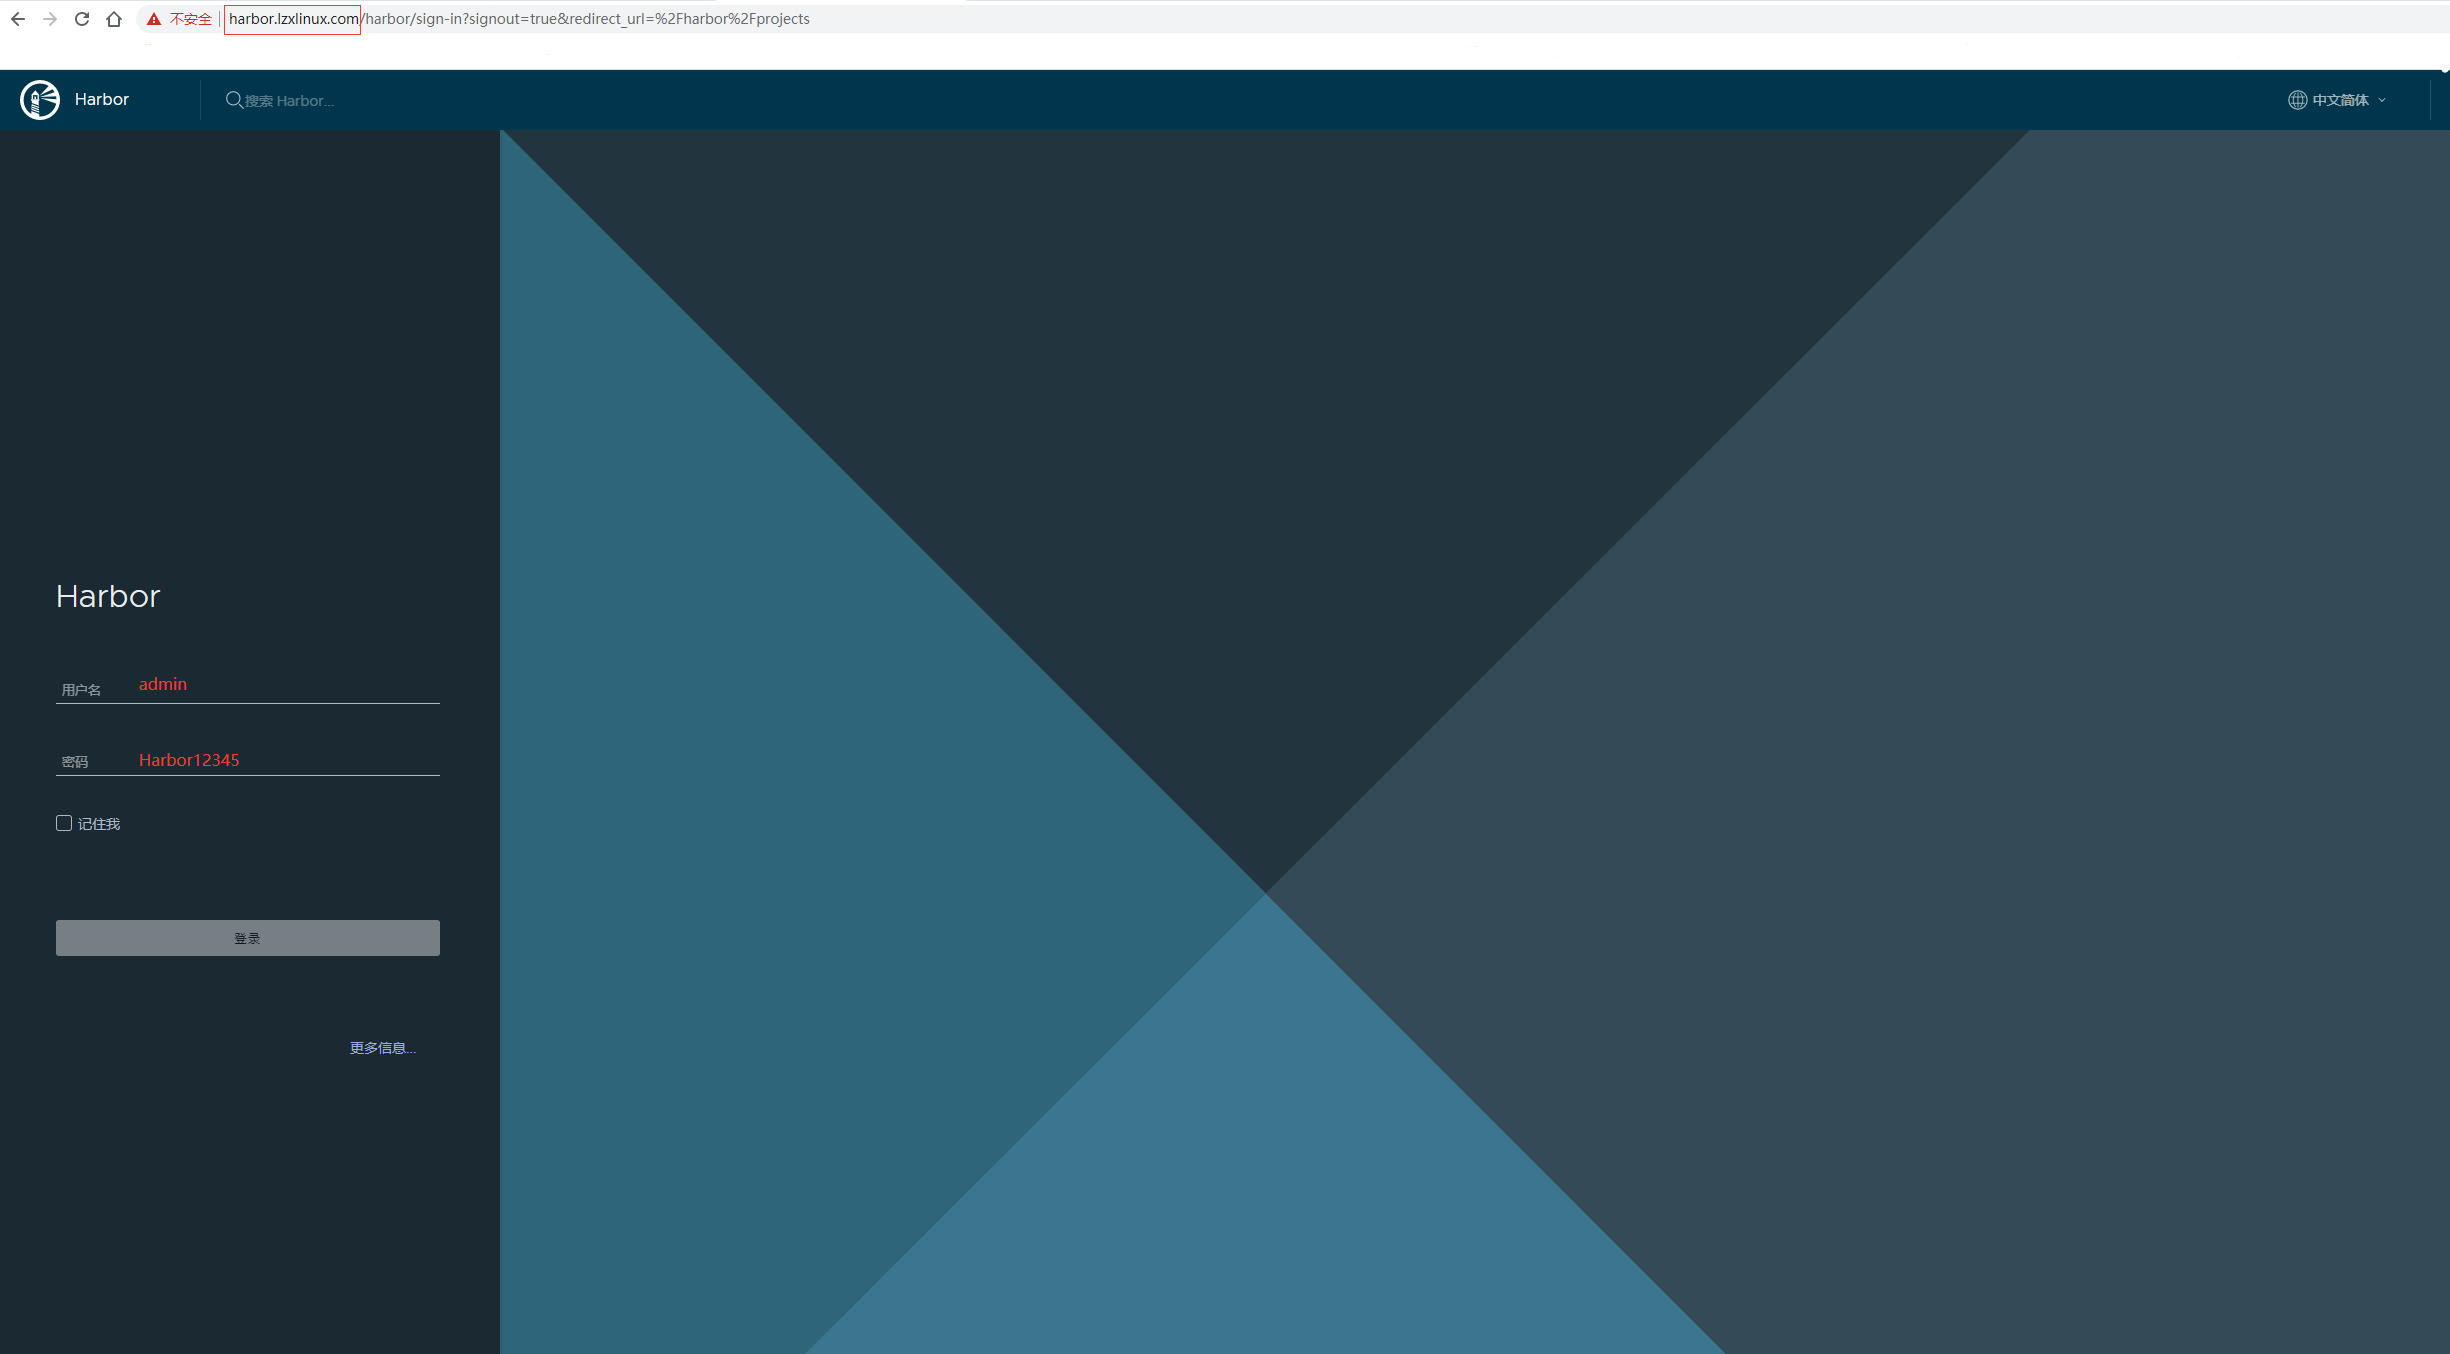 不安全 harbor.lzxlinux.com/harbor/sign-in?signout=true&redirect_url=%2Fharbor%2Fprojects
Harbor 搜索 Harbor... 中文简体
Harbor
用户名 admin
密码 Harbor12345
记住我
登录
更多信息...